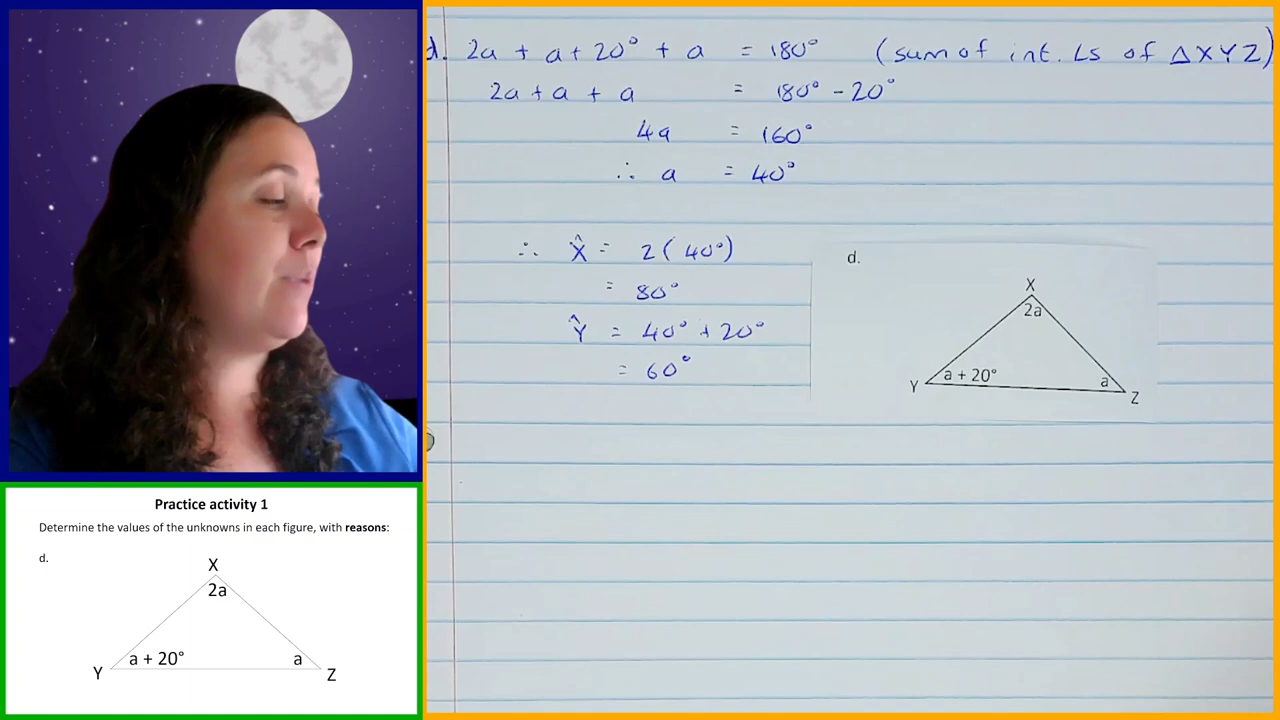 d. 2a + a + 20° + a = 180° (sum of int. ∠s of ΔXYZ)
2a + a + a = 180° - 20°
4a = 160°
∴ a = 40°
∴ X̂ = 2(40°)
= 80°
Ŷ = 40° + 20°
= 60°
d.
X
2a
Y
a + 20°
a
Z
Practice activity 1
Determine the values of the unknowns in each figure, with reasons:
d.
X
2a
Y
a + 20°
a
Z